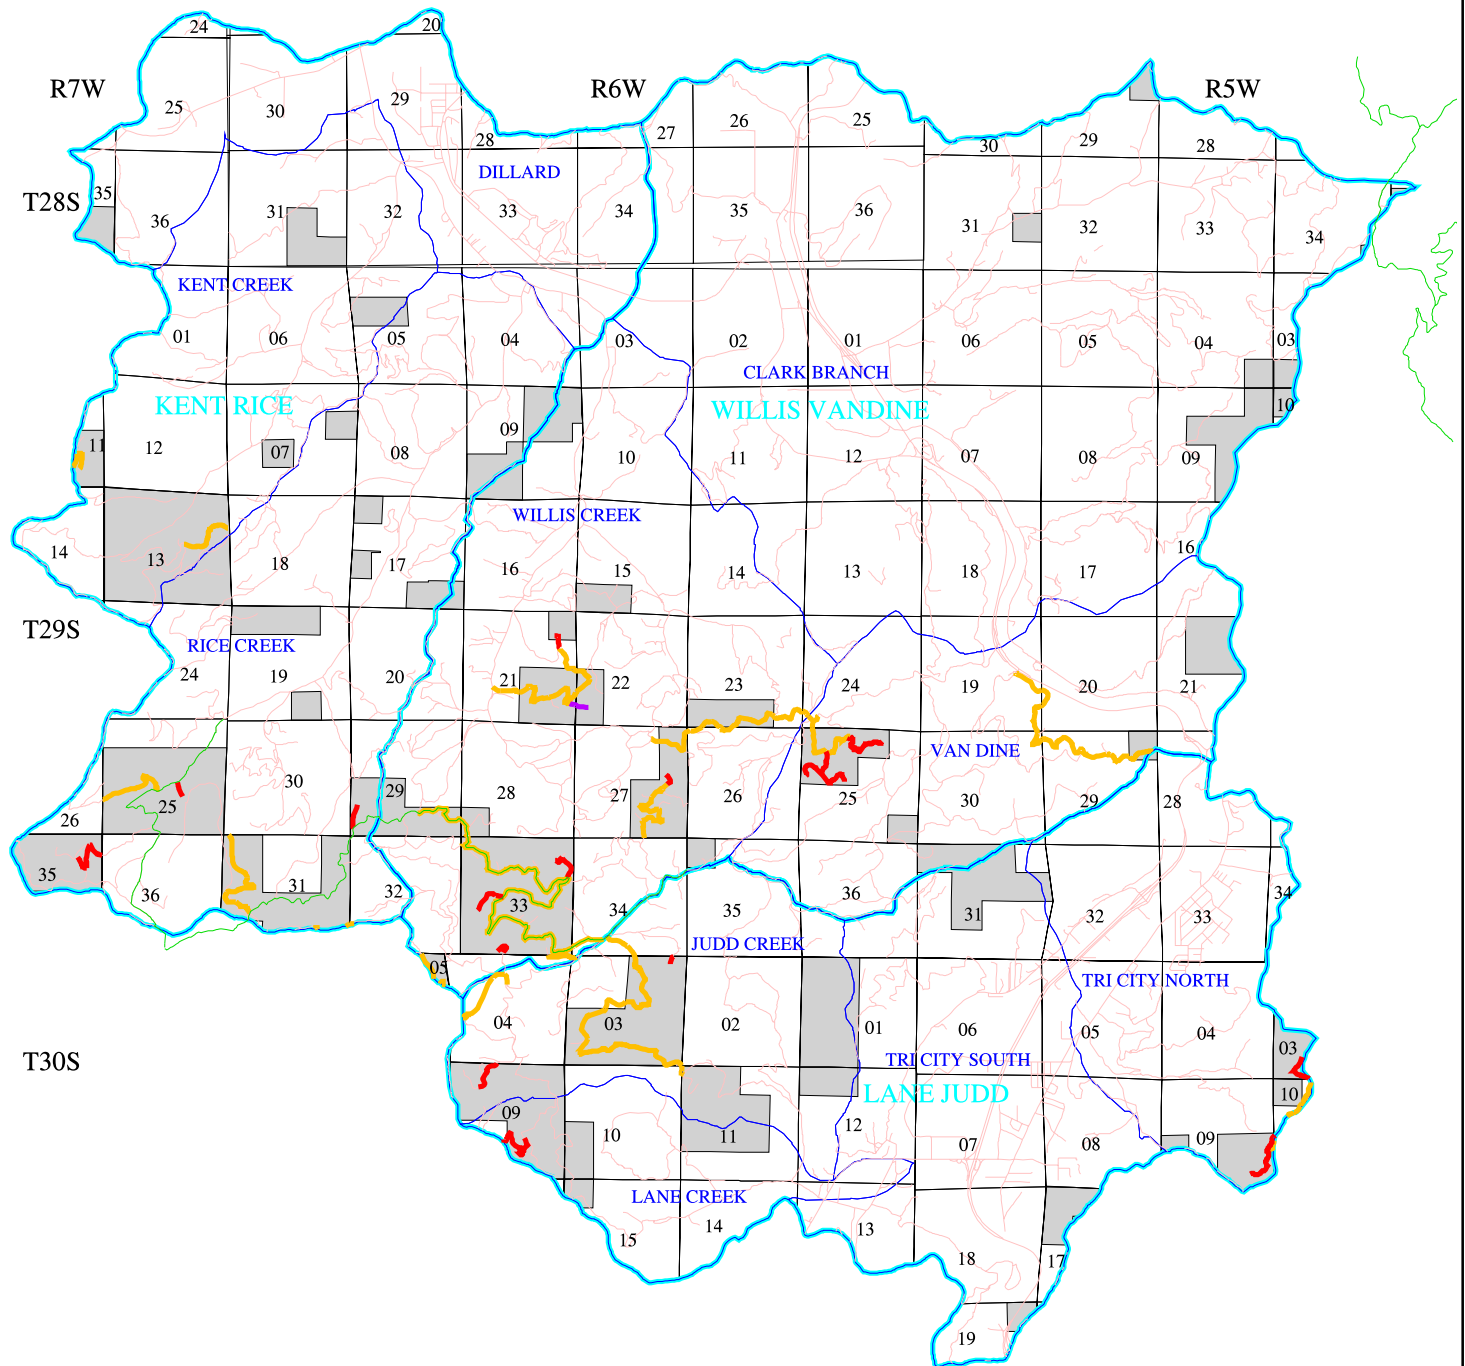 24 20
R7W R6W R5W
25 30 29 28 27 26 25 30 29 28
DILLARD
T28S
35 36 31 32 33 34 35 36 31 32 33 34
KENT CREEK
01 06 05 04 03 02 01 06 05 04 03
CLARK BRANCH
KENT RICE WILLIS VANDINE
10
11 12 07 08 09 10 11 12 07 08 09
WILLIS CREEK
14 13 18 17 16 15 14 13 18 17 16
T29S
RICE CREEK
24 19 20 21 22 23 24 19 20 21
VAN DINE
26 25 30 29 28 27 26 25 30 29 28
35 36 31 32 33 34 35 36 31 32 33 34
JUDD CREEK
05 TRI CITY NORTH
04 03 02 01 06 05 04 03
T30S TRI CITY SOUTH
LANE JUDD
09 10 11 12 07 08 09 10
LANE CREEK
15 14 13 18 17
19